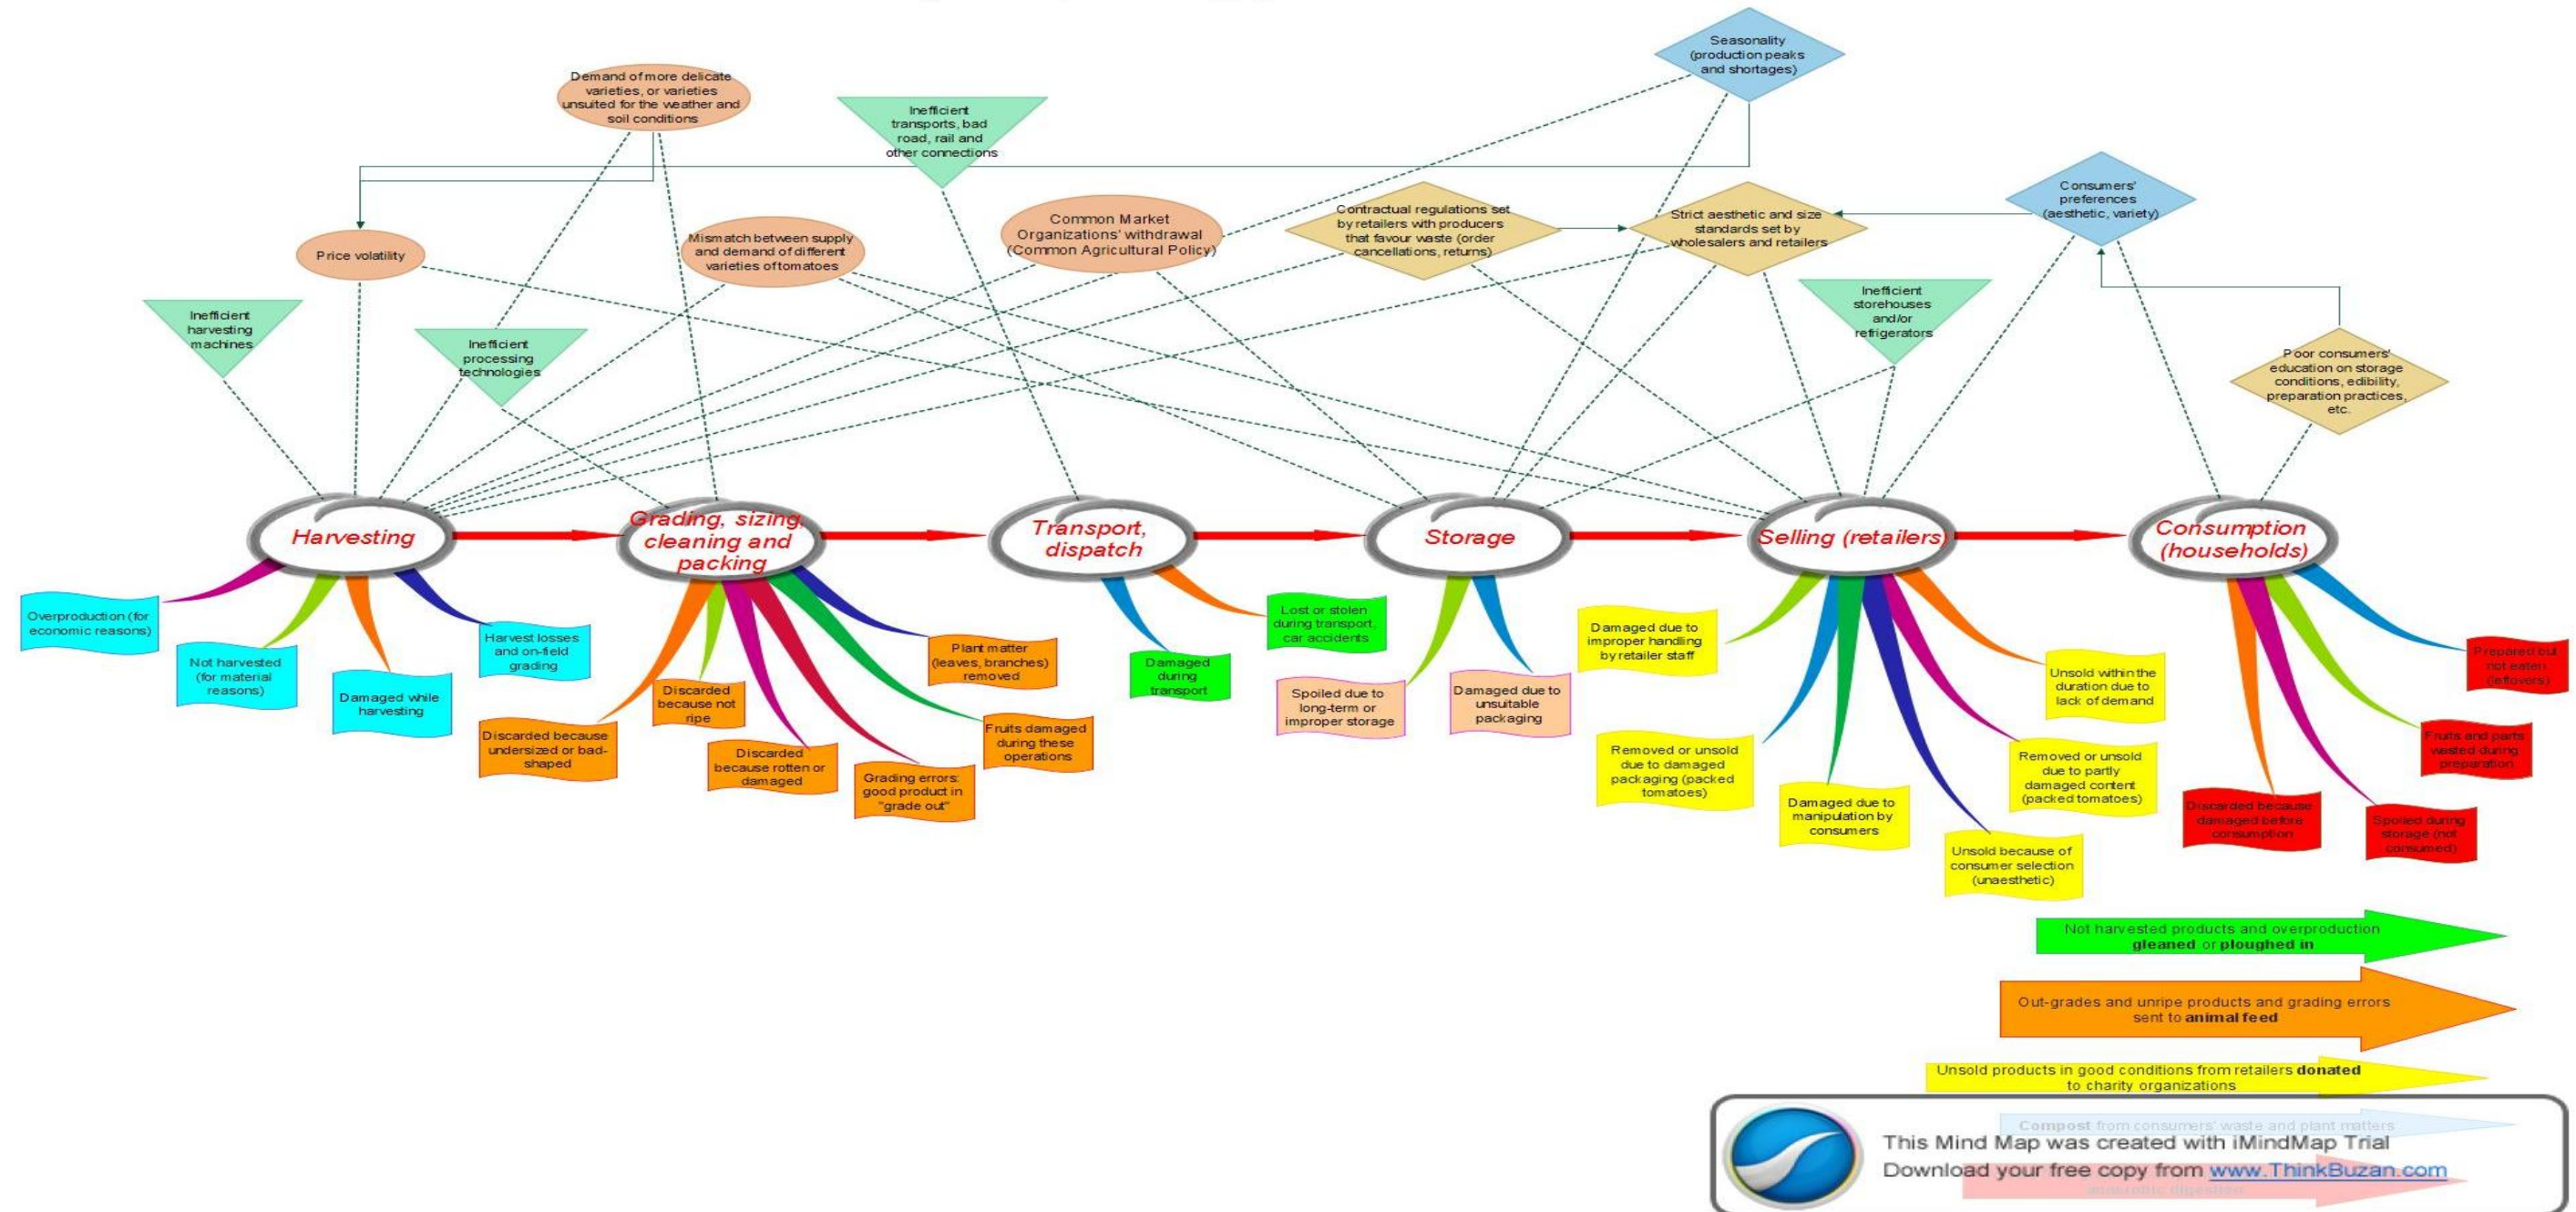 Seasonality
(production peaks
and shortages)
Demand of more delicate
varieties, or varieties
unsuited for the weather and
soil conditions
Inefficient
transports, bad
road, rail and
other connections
Consumers'
preferences
(aesthetic, variety)
Price volatility
Mismatch between supply
and demand of different
varieties of tomatoes
Common Market
Organizations' withdrawal
(Common Agricultural Policy)
Contractual regulations set
by retailers with producers
that favour waste (order
cancellations, returns)
Strict aesthetic and size
standards set by
wholesalers and retailers
Inefficient
harvesting
machines
Inefficient
processing
technologies
Inefficient
storehouses
and/or
refrigerators
Poor consumers'
education on storage
conditions, edibility,
preparation practices,
etc.
Harvesting
Grading, sizing,
cleaning and
packing
Transport,
dispatch
Storage
Selling (retailers)
Consumption
(households)
Overproduction (for
economic reasons)
Not harvested
(for material
reasons)
Damaged while
harvesting
Harvest losses
and on-field
grading
Discarded because
undersized or bad-
shaped
Discarded
because not
ripe
Discarded
because rotten or
damaged
Grading errors:
good product in
"grade out"
Fruits damaged
during these
operations
Plant matter
(leaves, branches)
removed
Damaged
during
transport
Lost or stolen
during transport,
car accidents
Spoiled due to
long-term or
improper storage
Damaged due to
unsuitable
packaging
Damaged due to
improper handling
by retailer staff
Removed or unsold
due to damaged
packaging (packed
tomatoes)
Damaged due to
manipulation by
consumers
Unsold because of
consumer selection
(unaesthetic)
Removed or unsold
due to partly
damaged content
(packed tomatoes)
Unsold within the
duration due to
lack of demand
Discarded because
damaged before
consumption
Spoiled during
storage (not
consumed)
Fruits and parts
wasted during
preparation
Prepared but
not eaten
(leftovers)
Not harvested products and overproduction
gleaned or ploughed in
Out-grades and unripe products and grading errors
sent to animal feed
Unsold products in good conditions from retailers donated
to charity organizations
Compost from consumers' waste and plant matters
This Mind Map was created with iMindMap Trial
Download your free copy from www.ThinkBuzan.com
anaerobic digestion